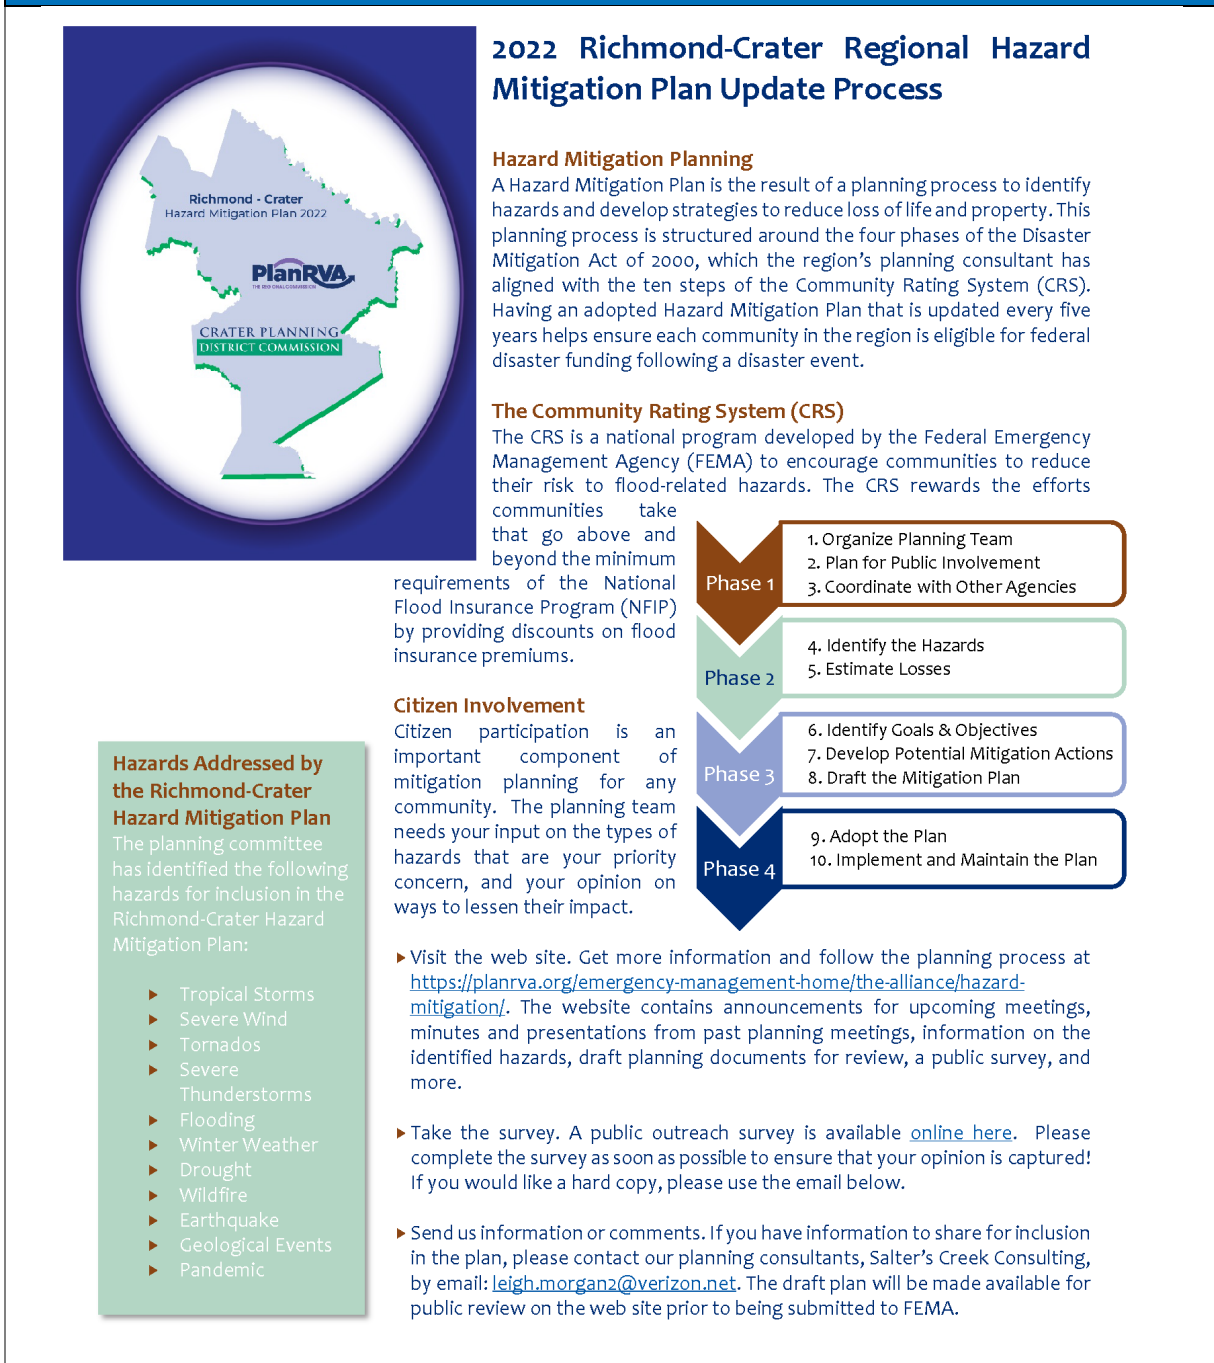 2022 Richmond-Crater Regional Hazard
Mitigation Plan Update Process
Richmond - Crater
Hazard Mitigation Plan 2022
PlanRVA
THE REGIONAL COMMISSION
CRATER PLANNING
DISTRICT COMMISSION
Hazard Mitigation Planning
A Hazard Mitigation Plan is the result of a planning process to identify
hazards and develop strategies to reduce loss of life and property. This
planning process is structured around the four phases of the Disaster
Mitigation Act of 2000, which the region's planning consultant has
aligned with the ten steps of the Community Rating System (CRS).
Having an adopted Hazard Mitigation Plan that is updated every five
years helps ensure each community in the region is eligible for federal
disaster funding following a disaster event.
The Community Rating System (CRS)
The CRS is a national program developed by the Federal Emergency
Management Agency (FEMA) to encourage communities to reduce
their risk to flood-related hazards. The CRS rewards the efforts
communities take
that go above and
beyond the minimum
requirements of the National
Flood Insurance Program (NFIP)
by providing discounts on flood
insurance premiums.
Phase 1
1. Organize Planning Team
2. Plan for Public Involvement
3. Coordinate with Other Agencies
Phase 2
4. Identify the Hazards
5. Estimate Losses
Phase 3
6. Identify Goals & Objectives
7. Develop Potential Mitigation Actions
8. Draft the Mitigation Plan
Phase 4
9. Adopt the Plan
10. Implement and Maintain the Plan
Citizen Involvement
Citizen participation is an
important component of
mitigation planning for any
community. The planning team
needs your input on the types of
hazards that are your priority
concern, and your opinion on
ways to lessen their impact.
Visit the web site. Get more information and follow the planning process at
https://planrva.org/emergency-management-home/the-alliance/hazard-
mitigation/. The website contains announcements for upcoming meetings,
minutes and presentations from past planning meetings, information on the
identified hazards, draft planning documents for review, a public survey, and
more.
Take the survey. A public outreach survey is available online here. Please
complete the survey as soon as possible to ensure that your opinion is captured!
If you would like a hard copy, please use the email below.
Send us information or comments. If you have information to share for inclusion
in the plan, please contact our planning consultants, Salter's Creek Consulting,
by email: leigh.morgan2@verizon.net. The draft plan will be made available for
public review on the web site prior to being submitted to FEMA.
Hazards Addressed by
the Richmond-Crater
Hazard Mitigation Plan
The planning committee
has identified the following
hazards for inclusion in the
Richmond-Crater Hazard
Mitigation Plan:
Tropical Storms
Severe Wind
Tornados
Severe
Thunderstorms
Flooding
Winter Weather
Drought
Wildfire
Earthquake
Geological Events
Pandemic